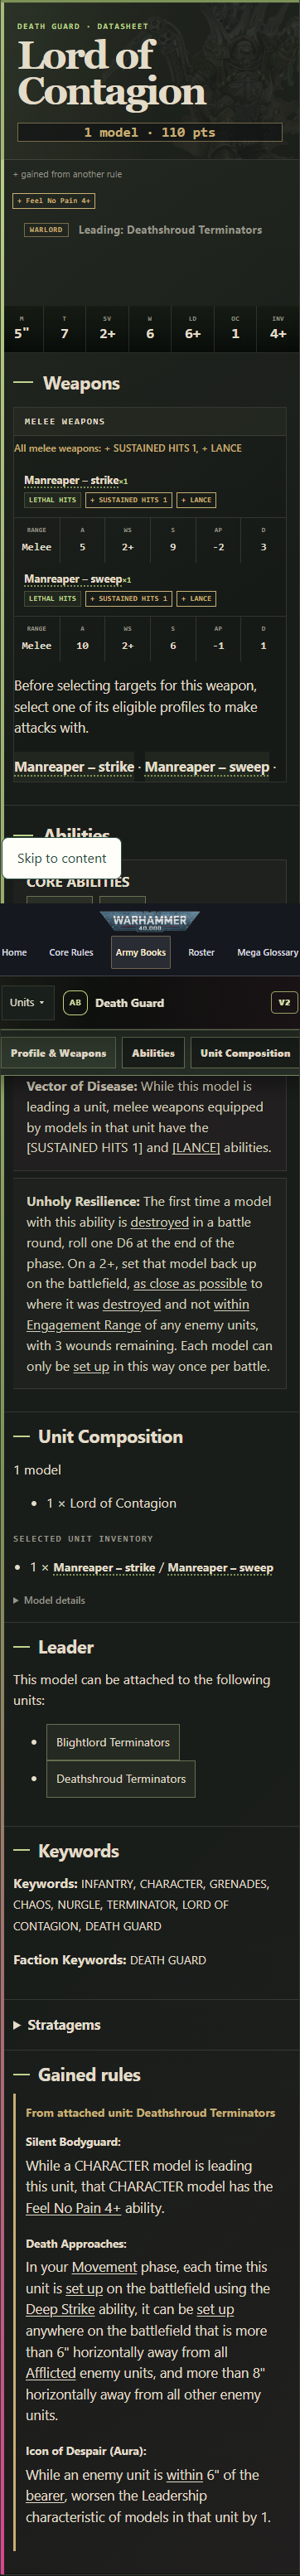 DEATH GUARD · DATASHEET
Lord of
Contagion
1 model · 110 pts
+ gained from another rule
+ Feel No Pain 4+
WARLORD Leading: Deathshroud Terminators
M T SV W LD OC INV
5" 7 2+ 6 6+ 1 4+
Weapons
MELEE WEAPONS
All melee weapons: + SUSTAINED HITS 1, + LANCE
Manreaper – strike×1
LETHAL HITS + SUSTAINED HITS 1 + LANCE
RANGE A WS S AP D
Melee 5 2+ 9 -2 3
Manreaper – sweep×1
LETHAL HITS + SUSTAINED HITS 1 + LANCE
RANGE A WS S AP D
Melee 10 2+ 6 -1 1
Before selecting targets for this weapon,
select one of its eligible profiles to make
attacks with.
Manreaper – strike · Manreaper – sweep ·
Abilities
Skip to content
CORE ABILITIES
WARHAMMER
40,000
Home Core Rules Army Books Roster Mega Glossary
Units ▾ AB Death Guard V2
Profile & Weapons Abilities Unit Composition
Vector of Disease: While this model is
leading a unit, melee weapons equipped
by models in that unit have the
[SUSTAINED HITS 1] and [LANCE] abilities.
Unholy Resilience: The first time a model
with this ability is destroyed in a battle
round, roll one D6 at the end of the
phase. On a 2+, set that model back up
on the battlefield, as close as possible to
where it was destroyed and not within
Engagement Range of any enemy units,
with 3 wounds remaining. Each model can
only be set up in this way once per battle.
Unit Composition
1 model
• 1 × Lord of Contagion
SELECTED UNIT INVENTORY
• 1 × Manreaper – strike / Manreaper – sweep
▶ Model details
Leader
This model can be attached to the following
units:
• Blightlord Terminators
• Deathshroud Terminators
Keywords
Keywords: INFANTRY, CHARACTER, GRENADES,
CHAOS, NURGLE, TERMINATOR, LORD OF
CONTAGION, DEATH GUARD
Faction Keywords: DEATH GUARD
▶ Stratagems
Gained rules
From attached unit: Deathshroud Terminators
Silent Bodyguard:
While a CHARACTER model is leading
this unit, that CHARACTER model has the
Feel No Pain 4+ ability.
Death Approaches:
In your Movement phase, each time this
unit is set up on the battlefield using the
Deep Strike ability, it can be set up
anywhere on the battlefield that is more
than 6" horizontally away from all
Afflicted enemy units, and more than 8"
horizontally away from all other enemy
units.
Icon of Despair (Aura):
While an enemy unit is within 6" of the
bearer, worsen the Leadership
characteristic of models in that unit by 1.